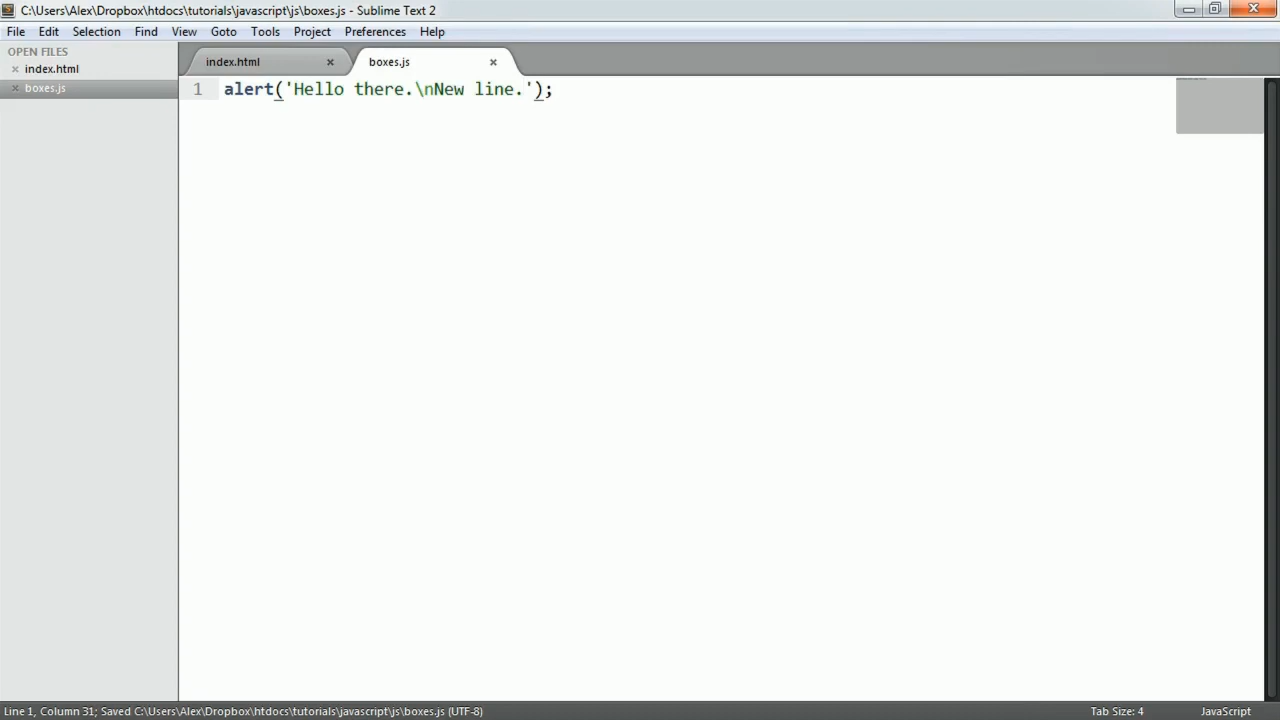 C:\Users\Alex\Dropbox\htdocs\tutorials\javascript\js\boxes.js - Sublime Text 2
File Edit Selection Find View Goto Tools Project Preferences Help
OPEN FILES
index.html
boxes.js
index.html boxes.js
1 alert('Hello there.\nNew line.');
Line 1, Column 31; Saved C:\Users\Alex\Dropbox\htdocs\tutorials\javascript\js\boxes.js (UTF-8) Tab Size: 4 JavaScript